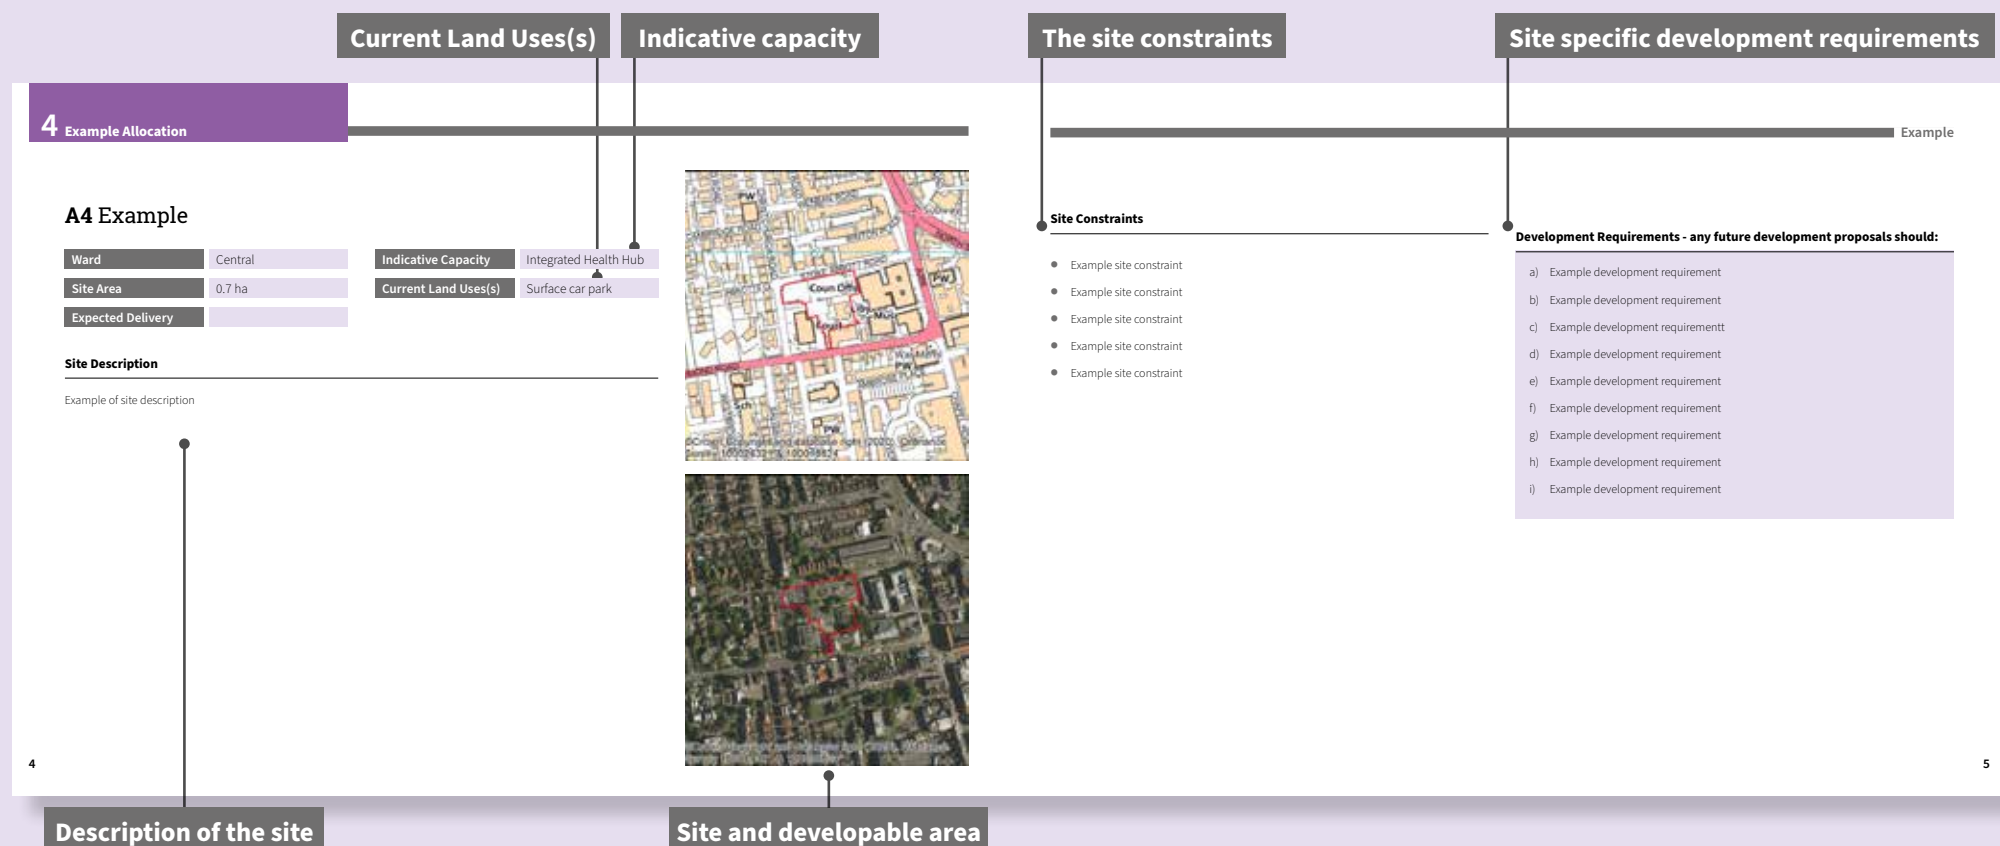 Current Land Uses(s)
Indicative capacity
The site constraints
Site specific development requirements
4 Example Allocation
Example
A4 Example
Ward
Central
Indicative Capacity
Integrated Health Hub
Site Area
0.7 ha
Current Land Uses(s)
Surface car park
Expected Delivery
Site Description
Example of site description
PW
PW
PW
Sch
PW
Site Constraints
● Example site constraint
● Example site constraint
● Example site constraint
● Example site constraint
● Example site constraint
Development Requirements - any future development proposals should:
a) Example development requirement
b) Example development requirement
c) Example development requirementt
d) Example development requirement
e) Example development requirement
f) Example development requirement
g) Example development requirement
h) Example development requirement
i) Example development requirement
4
5
Description of the site
Site and developable area